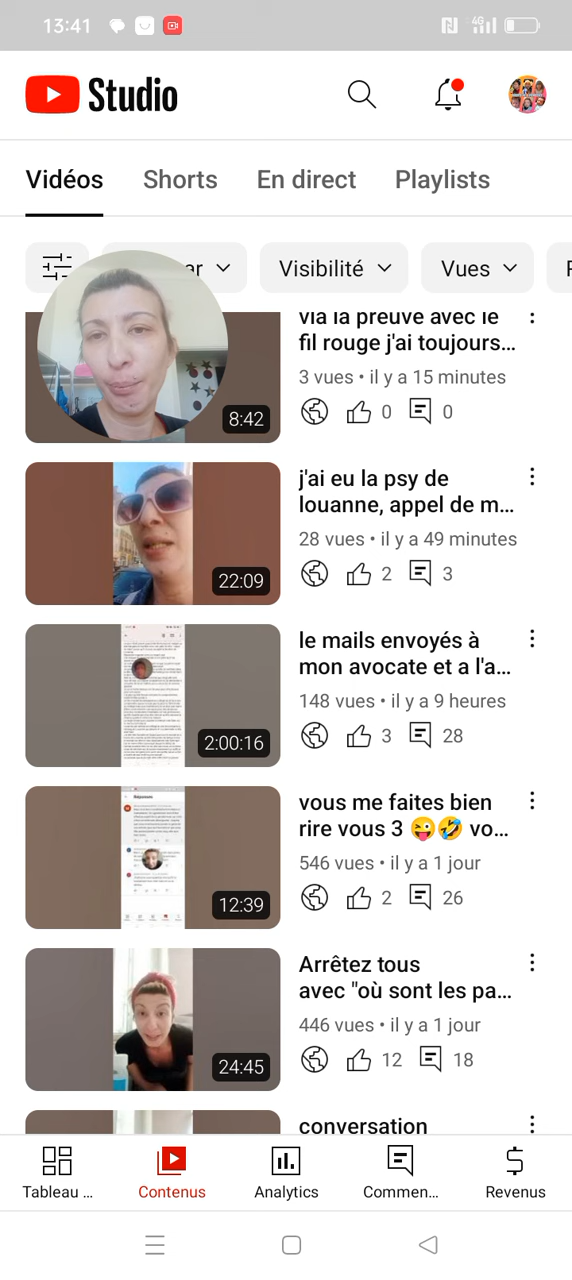 13:41
4G
Studio
Vidéos Shorts En direct Playlists
ar Visibilité Vues
via la preuve avec le
fil rouge j'ai toujours...
3 vues • il y a 15 minutes
0 0
8:42
j'ai eu la psy de
louanne, appel de m...
28 vues • il y a 49 minutes
2 3
22:09
le mails envoyés à
mon avocate et a l'a...
148 vues • il y a 9 heures
3 28
2:00:16
vous me faites bien
rire vous 3 😜🤣 vo...
546 vues • il y a 1 jour
2 26
12:39
Arrêtez tous
avec "où sont les pa...
446 vues • il y a 1 jour
12 18
24:45
conversation
Tableau ... Contenus Analytics Commen... Revenus